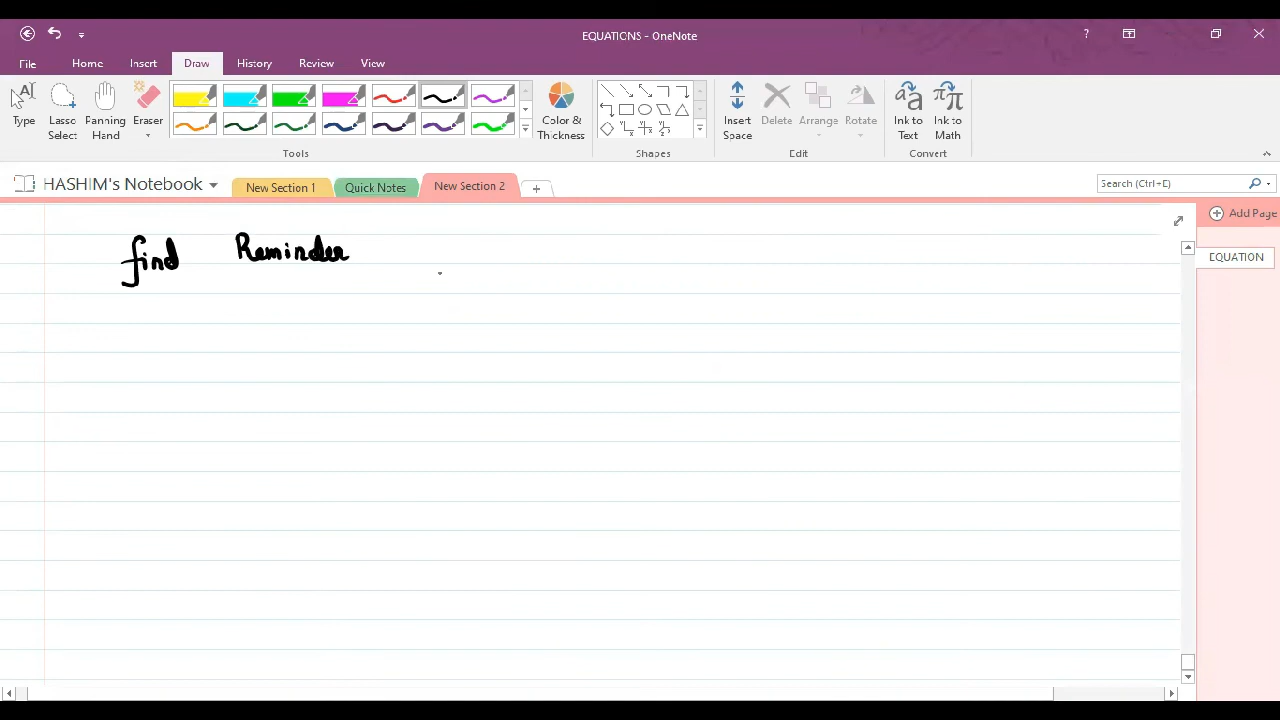 EQUATIONS - OneNote
?
File Home Insert Draw History Review View
Type Lasso Select Panning Hand Eraser Color & Thickness Insert Space Delete Arrange Rotate Ink to Text Ink to Math
Tools Shapes Edit Convert
HASHIM's Notebook New Section 1 Quick Notes New Section 2 + Search (Ctrl+E)
Add Page
find Reminder
EQUATION